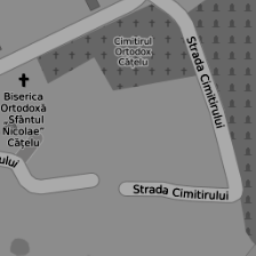 Cimitirul
Ortodox
Cățelu
Strada Cimitirului
Biserica
Ortodoxă
„Sfântul
Nicolae”
Cățelu
Strada Cimitirului